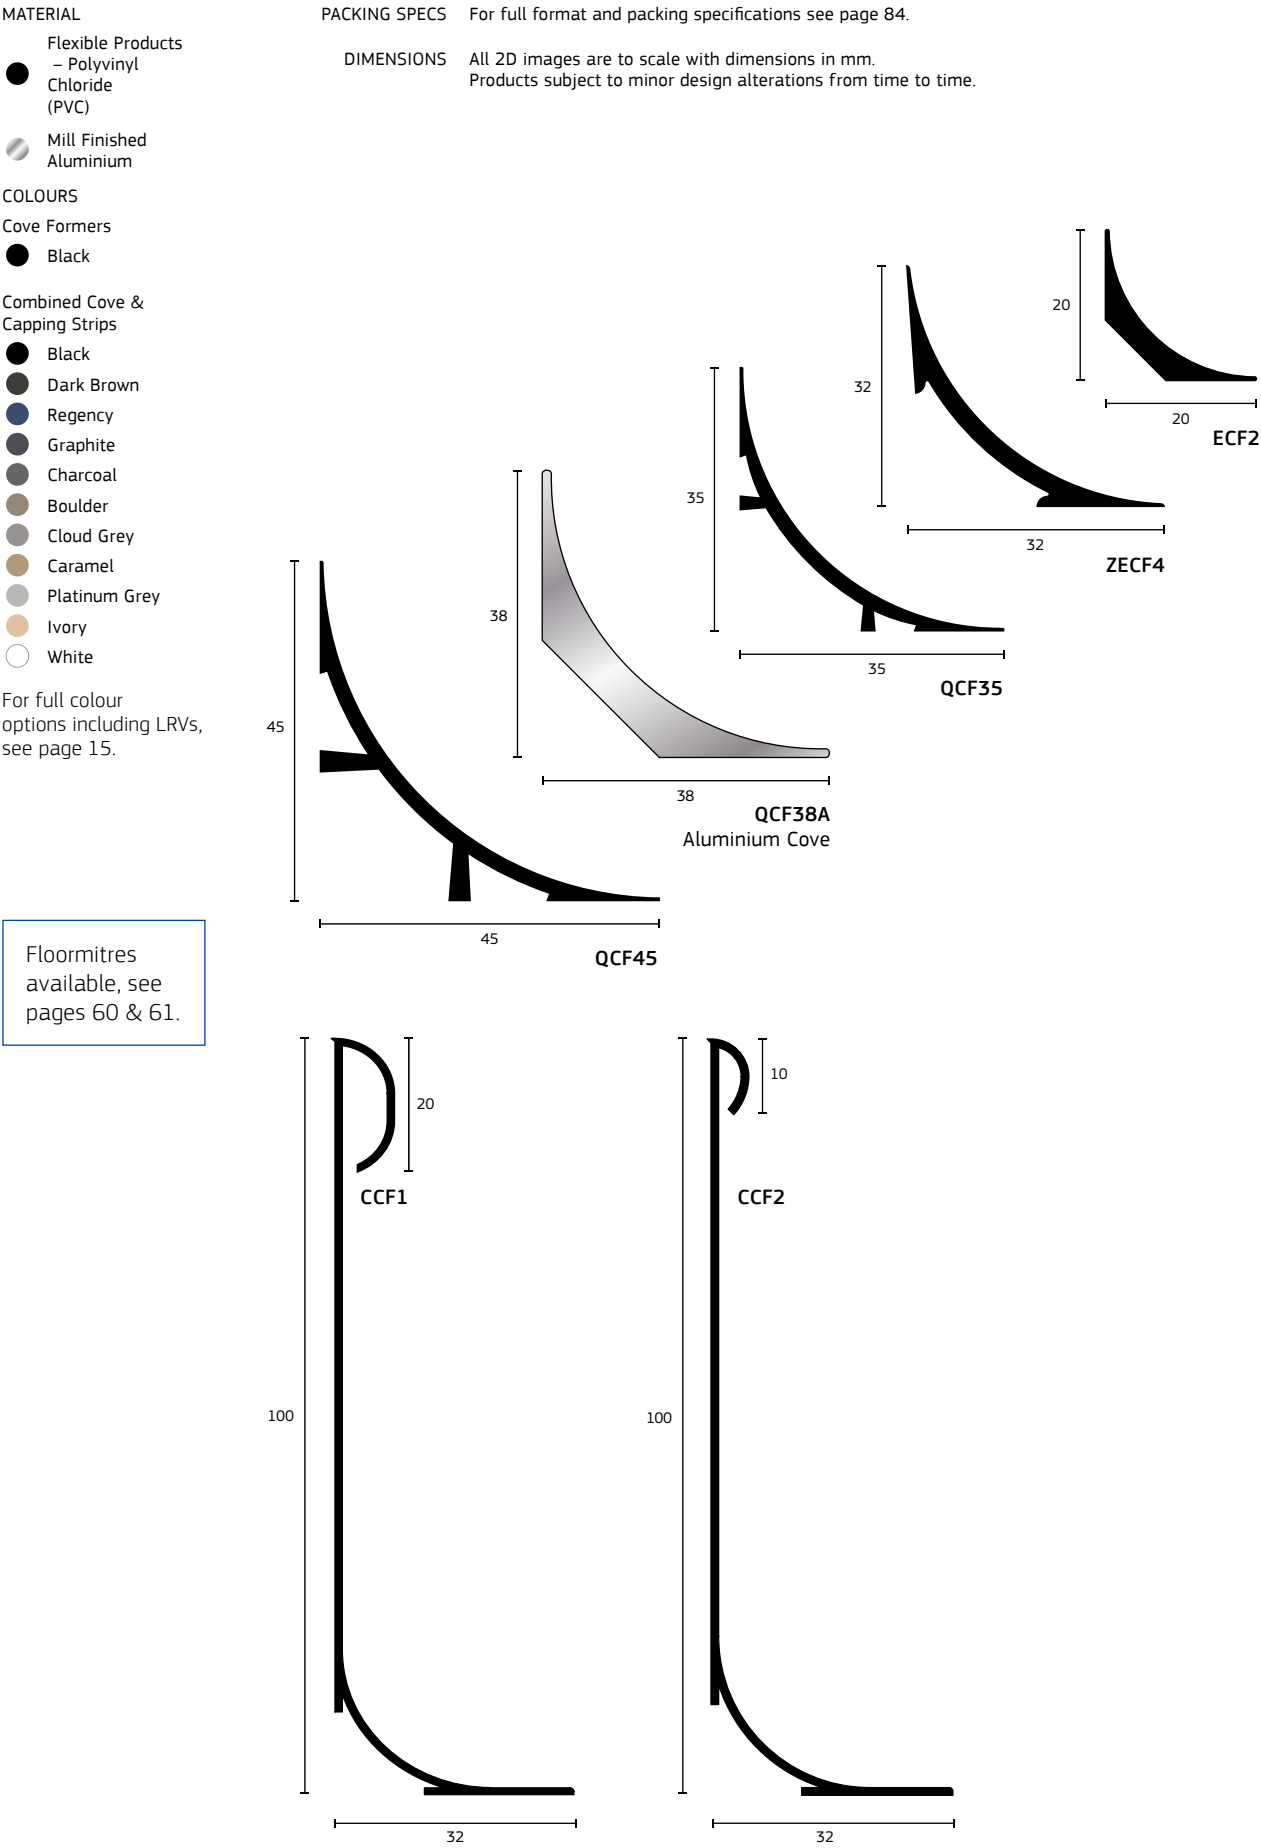 MATERIAL
Flexible Products
– Polyvinyl
Chloride
(PVC)
Mill Finished
Aluminium
COLOURS
Cove Formers
Black
Combined Cove &
Capping Strips
Black
Dark Brown
Regency
Graphite
Charcoal
Boulder
Cloud Grey
Caramel
Platinum Grey
Ivory
White
For full colour
options including LRVs,
see page 15.
Floormitres
available, see
pages 60 & 61.
PACKING SPECS For full format and packing specifications see page 84.
DIMENSIONS All 2D images are to scale with dimensions in mm.
Products subject to minor design alterations from time to time.
20
20
ECF2
32
32
ZECF4
35
35
QCF35
38
38
QCF38A
Aluminium Cove
45
45
QCF45
20
CCF1
100
32
10
CCF2
100
32